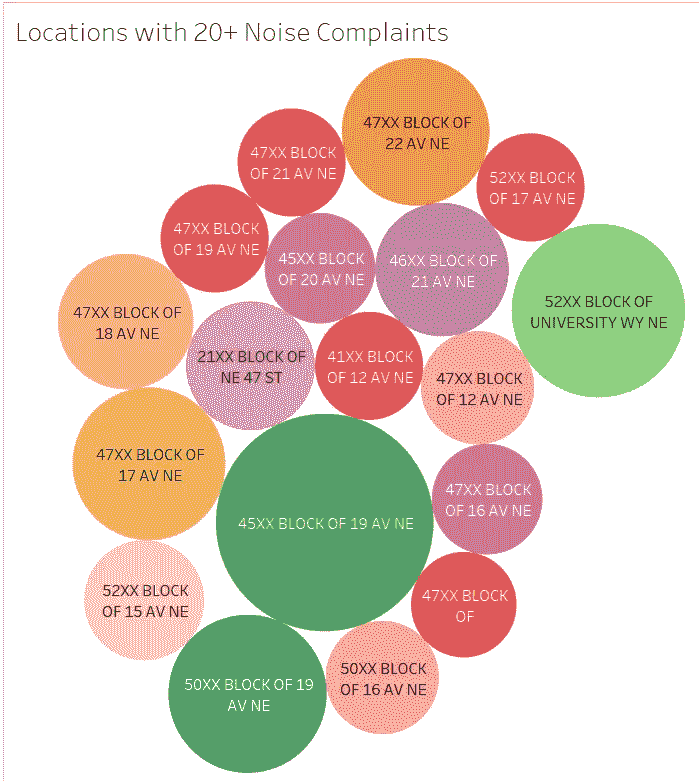 Locations with 20+ Noise Complaints
47XX BLOCK OF
22 AV NE
47XX BLOCK
OF 21 AV NE
52XX BLOCK
OF 17 AV NE
47XX BLOCK
OF 19 AV NE
45XX BLOCK
OF 20 AV NE
46XX BLOCK OF
21 AV NE
52XX BLOCK OF
UNIVERSITY WY NE
47XX BLOCK OF
18 AV NE
21XX BLOCK OF
NE 47 ST
41XX BLOCK
OF 12 AV NE
47XX BLOCK
OF 12 AV NE
47XX BLOCK OF
17 AV NE
45XX BLOCK OF 19 AV NE
47XX BLOCK
OF 16 AV NE
52XX BLOCK
OF 15 AV NE
47XX BLOCK
OF
50XX BLOCK OF 19
AV NE
50XX BLOCK
OF 16 AV NE